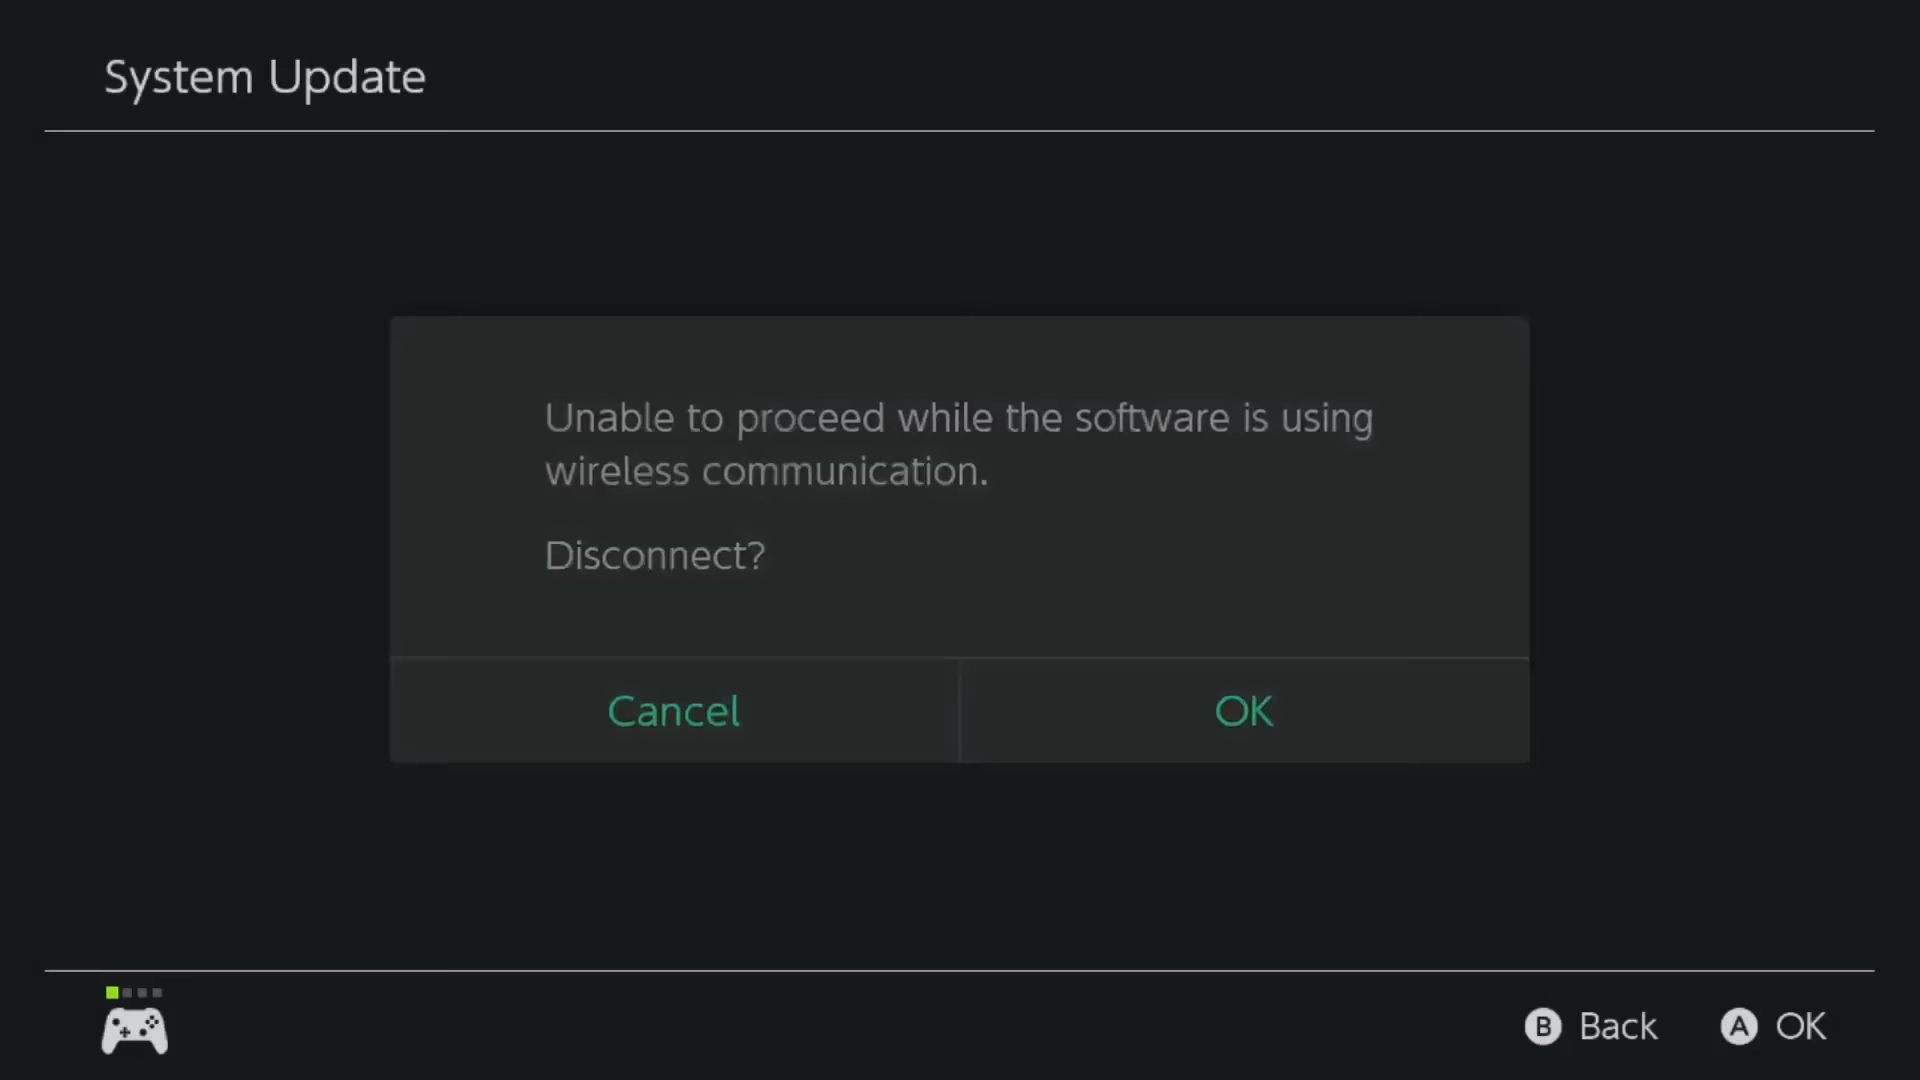 System Update
Unable to proceed while the software is using
wireless communication.
Disconnect?
Cancel
OK
B Back
A OK